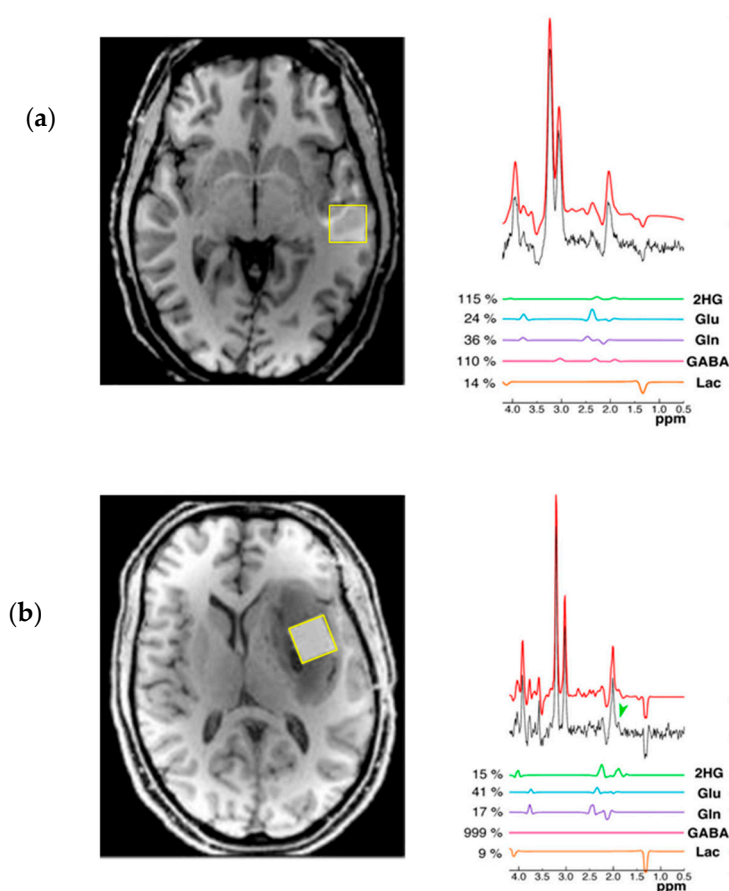 (a)
115 % 2HG
24 % Glu
36 % Gln
110% GABA
14 % Lac
4.0 3.5 3.0 2.5 2.0 1.5 1.0 0.5
ppm
(b)
15 % 2HG
41 % Glu
17 % Gln
999 % GABA
9 % Lac
4.0 3.5 3.0 2.5 2.0 1.5 1.0 0.5
ppm